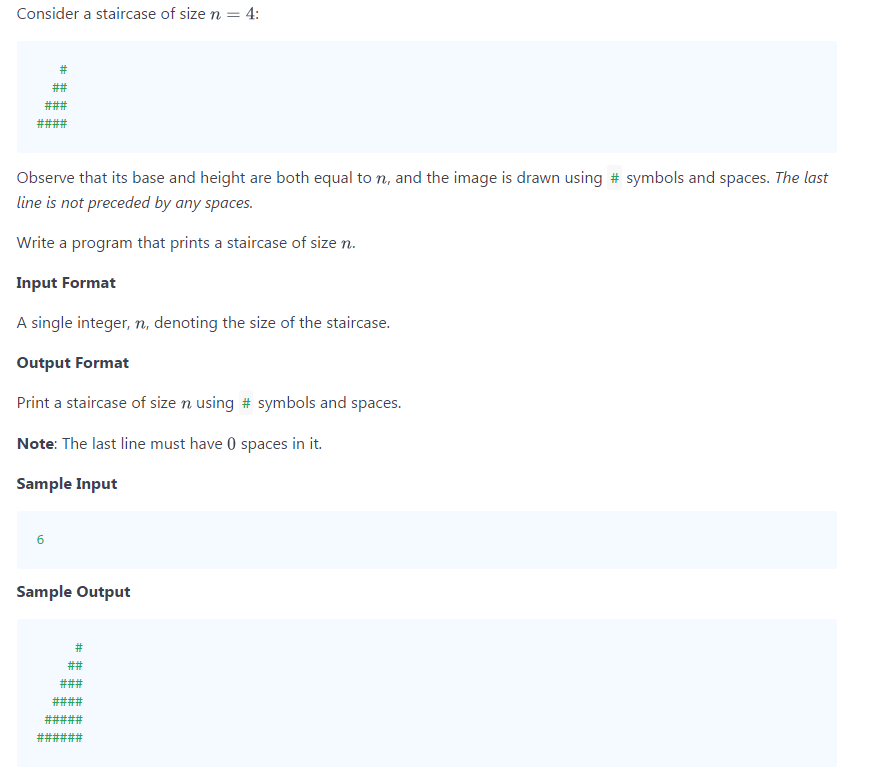 Consider a staircase of size n = 4:
   #
  ##
 ###
####
Observe that its base and height are both equal to n, and the image is drawn using # symbols and spaces. The last
line is not preceded by any spaces.
Write a program that prints a staircase of size n.
Input Format
A single integer, n, denoting the size of the staircase.
Output Format
Print a staircase of size n using # symbols and spaces.
Note: The last line must have 0 spaces in it.
Sample Input
6
Sample Output
     #
    ##
   ###
  ####
 #####
######